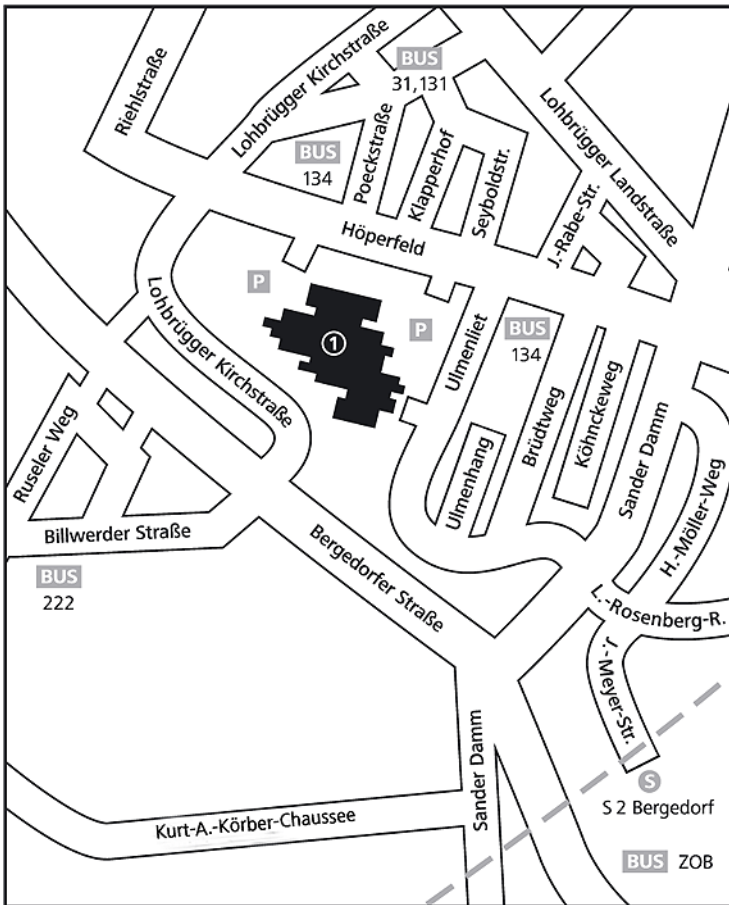 Riehlstraße
Lohbrügger Kirchstraße
BUS
31,131
Lohbrügger Landstraße
BUS
134
Poeckstraße
Klapperhof
Seyboldstr.
J.-Rabe-Str.
Höperfeld
P
Lohbrügger Kirchstraße
1
P
Ulmenliet
BUS
134
Brüdtweg
Köhnckeweg
Sander Damm
H.-Möller-Weg
Ulmenhang
Ruseler Weg
Billwerder Straße
BUS
222
Bergedorfer Straße
L.-Rosenberg-R.
J.-Meyer-Str.
Sander Damm
S
S 2 Bergedorf
Kurt-A.-Körber-Chaussee
BUS ZOB